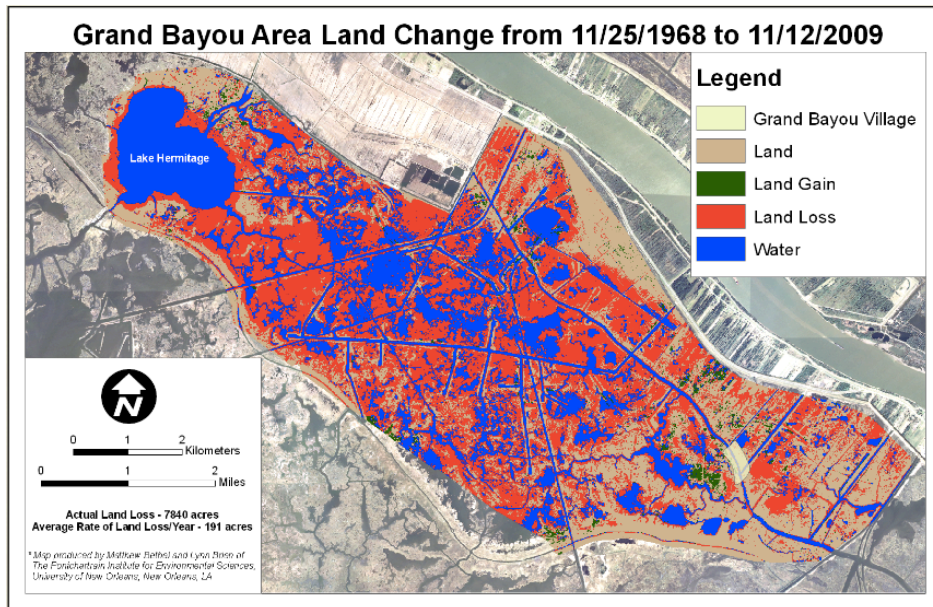 Grand Bayou Area Land Change from 11/25/1968 to 11/12/2009
Legend
Grand Bayou Village
Land
Land Gain
Land Loss
Water
Lake Hermitage
N
0 1 2
Kilometers
0 1 2
Miles
Actual Land Loss - 7840 acres
Average Rate of Land Loss/Year - 191 acres
* Map produced by Matthew Bethel and Lynn Brien of
The Pontchartrain Institute for Environmental Sciences,
University of New Orleans, New Orleans, LA